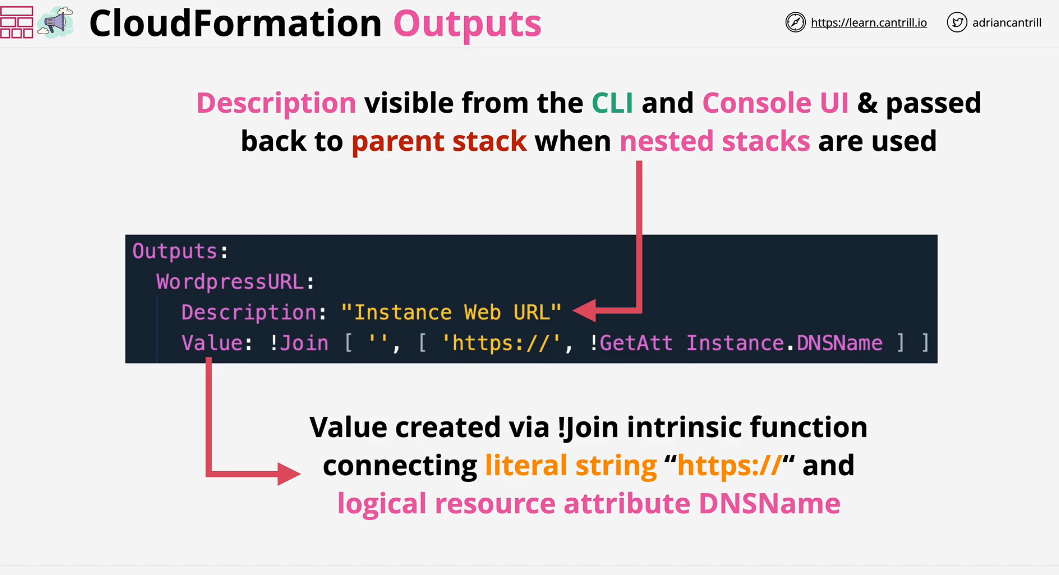 CloudFormation Outputs
https://learn.cantrill.io
adriancantrill
Description visible from the CLI and Console UI & passed
back to parent stack when nested stacks are used
Outputs:
  WordpressURL:
    Description: "Instance Web URL"
    Value: !Join [ '', [ 'https://', !GetAtt Instance.DNSName ] ]
Value created via !Join intrinsic function
connecting literal string “https://“ and
logical resource attribute DNSName